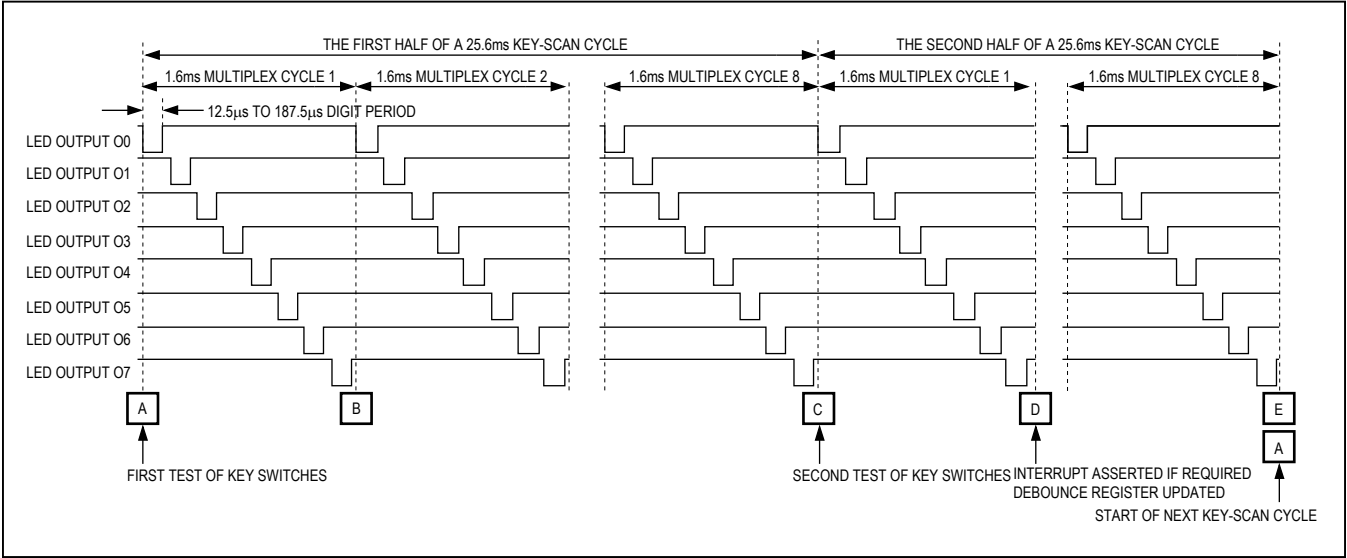 THE FIRST HALF OF A 25.6ms KEY-SCAN CYCLE
THE SECOND HALF OF A 25.6ms KEY-SCAN CYCLE
1.6ms MULTIPLEX CYCLE 1
1.6ms MULTIPLEX CYCLE 2
1.6ms MULTIPLEX CYCLE 8
1.6ms MULTIPLEX CYCLE 1
1.6ms MULTIPLEX CYCLE 8
12.5μs TO 187.5μs DIGIT PERIOD
LED OUTPUT O0
LED OUTPUT O1
LED OUTPUT O2
LED OUTPUT O3
LED OUTPUT O4
LED OUTPUT O5
LED OUTPUT O6
LED OUTPUT O7
A
B
C
D
E
A
FIRST TEST OF KEY SWITCHES
SECOND TEST OF KEY SWITCHES
INTERRUPT ASSERTED IF REQUIRED
DEBOUNCE REGISTER UPDATED
START OF NEXT KEY-SCAN CYCLE